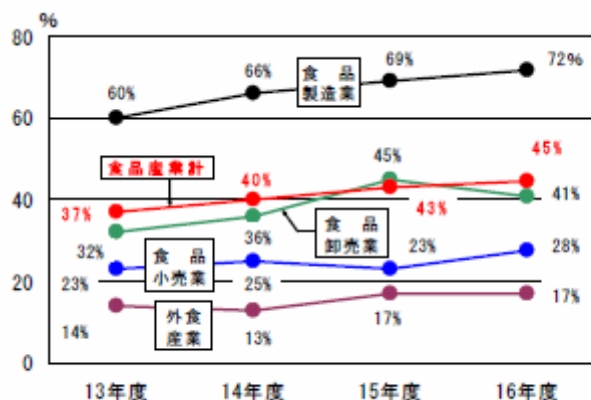 %
80
60
40
20
0
60%
66%
69%
72%
食品
製造業
食品産業計
37%
40%
43%
45%
食品
卸売業
32%
36%
45%
41%
食品
小売業
23%
25%
23%
28%
外食
産業
14%
13%
17%
17%
13年度
14年度
15年度
16年度